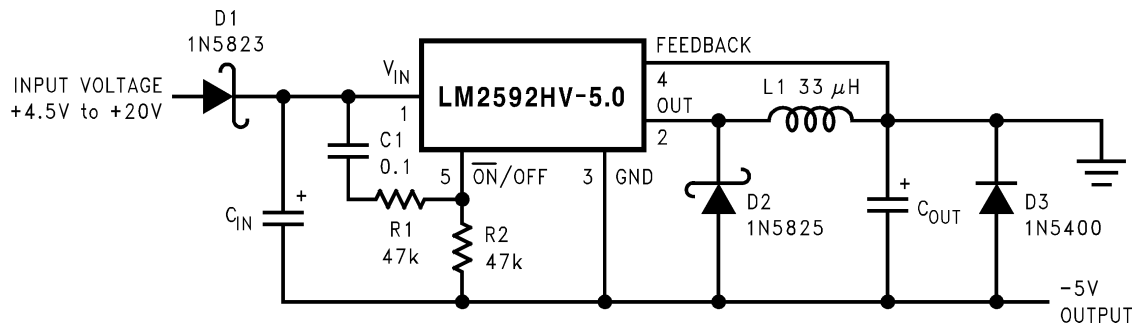 D1
1N5823
INPUT VOLTAGE
+4.5V to +20V
V_IN
1
LM2592HV-5.0
FEEDBACK
4
OUT
2
L1 33 μH
C1
0.1
5
O̅N̅/OFF
3
GND
+
C_IN
R1
47k
R2
47k
D2
1N5825
+
C_OUT
D3
1N5400
-5V
OUTPUT